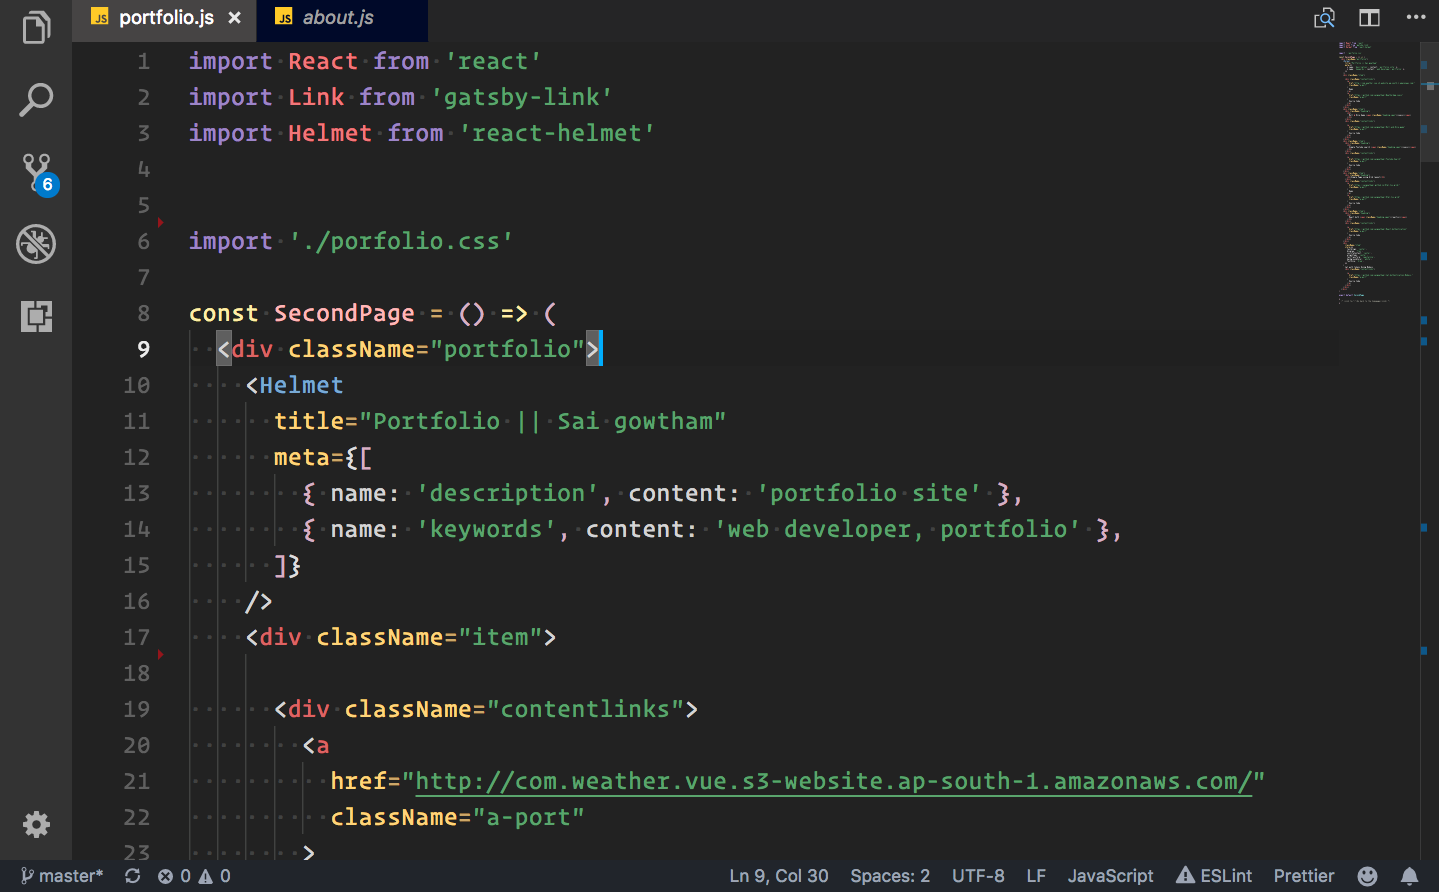 JS portfolio.js ×
JS about.js
1 import React from 'react'
2 import Link from 'gatsby-link'
3 import Helmet from 'react-helmet'
4
5
6 import './porfolio.css'
7
8 const SecondPage = () => (
9 <div className="portfolio">
10 <Helmet
11 title="Portfolio || Sai gowtham"
12 meta={[
13 { name: 'description', content: 'portfolio site' },
14 { name: 'keywords', content: 'web developer, portfolio' },
15 ]}
16 />
17 <div className="item">
18
19 <div className="contentlinks">
20 <a
21 href="http://com.weather.vue.s3-website.ap-south-1.amazonaws.com/"
22 className="a-port"
23 >
6
master* 0 0 Ln 9, Col 30 Spaces: 2 UTF-8 LF JavaScript ESLint Prettier